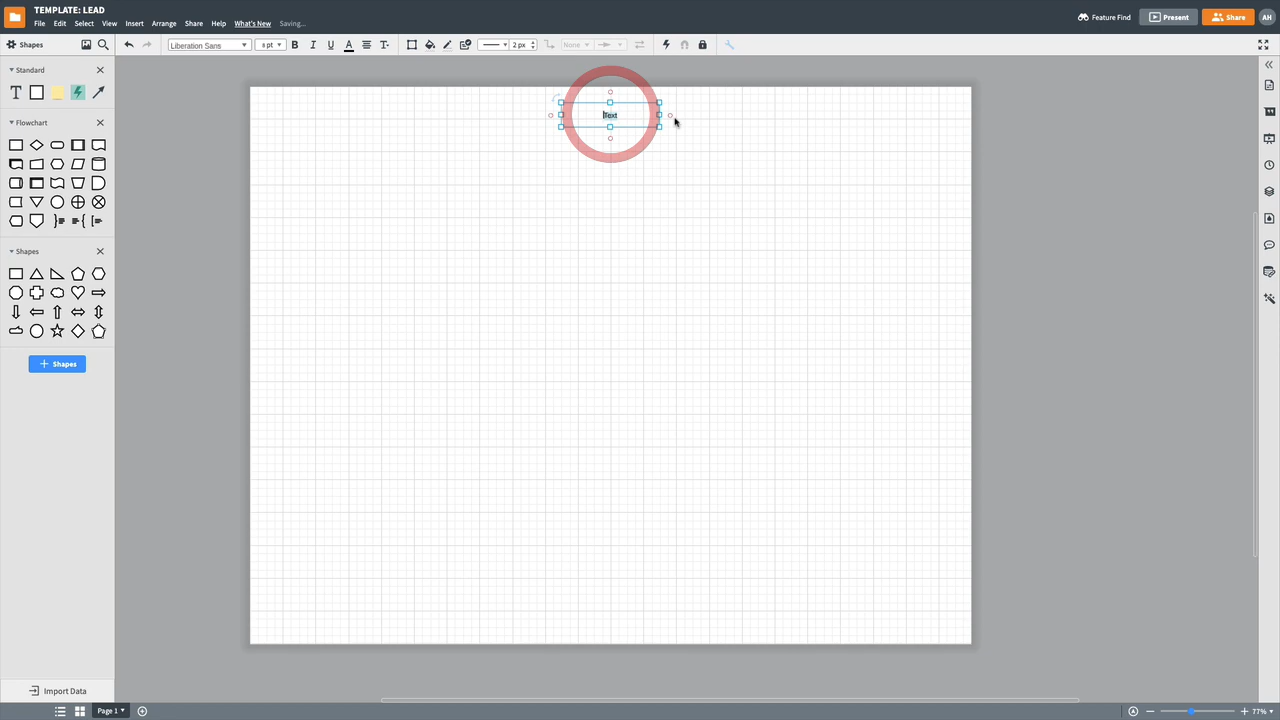 TEMPLATE: LEAD
File Edit Select View Insert Arrange Share Help What's New Saving...
Feature Find
Present
Share
AH
Shapes
Liberation Sans
8 pt
B I U A T
2 px
None
Standard
T
Flowchart
Shapes
+ Shapes
Text
Import Data
Page 1
77%